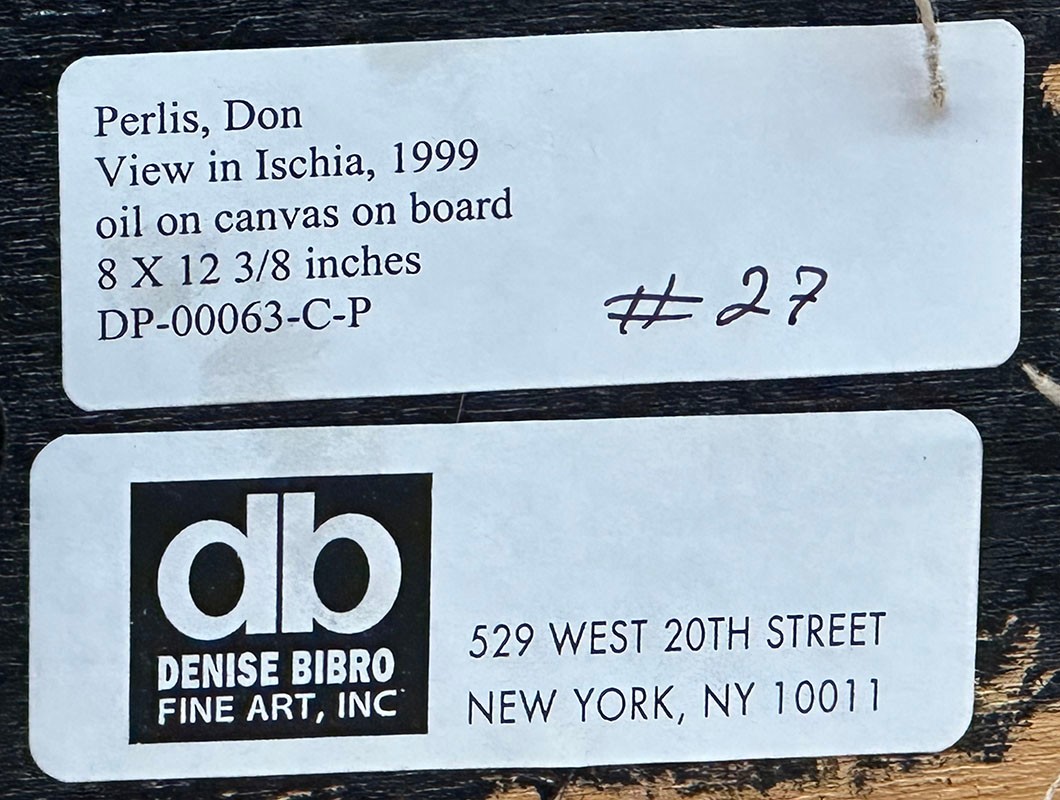 Perlis, Don
View in Ischia, 1999
oil on canvas on board
8 X 12 3/8 inches
DP-00063-C-P
# 27
db
DENISE BIBRO
FINE ART, INC
529 WEST 20TH STREET
NEW YORK, NY 10011